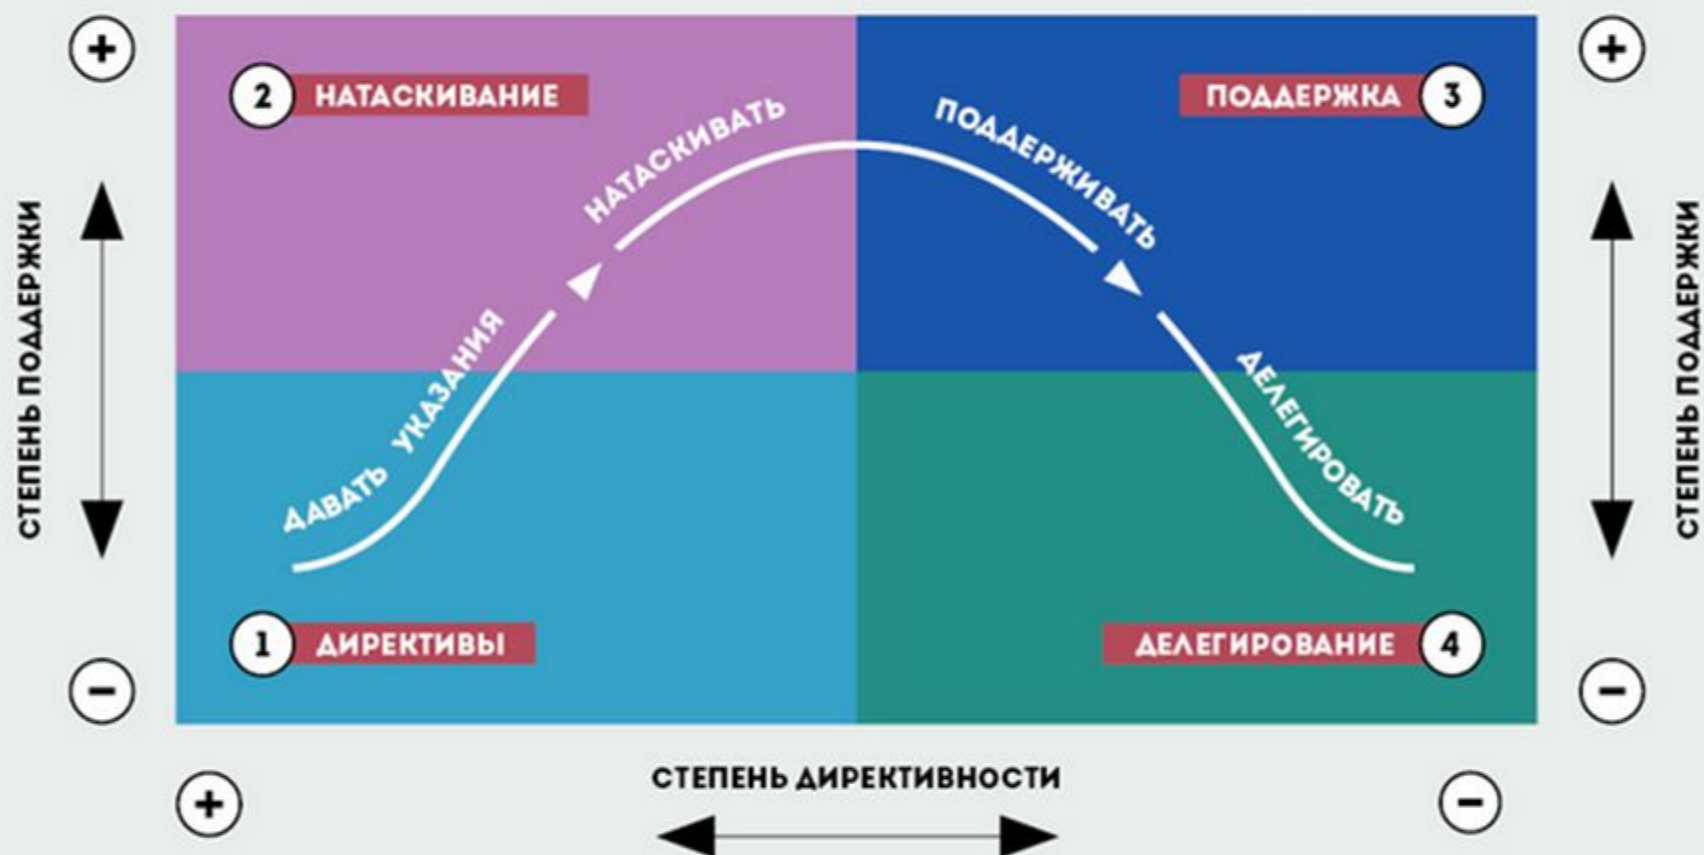 +
+
2 НАТАСКИВАНИЕ
ПОДДЕРЖКА 3
НАТАСКИВАТЬ
ПОДДЕРЖИВАТЬ
СТЕПЕНЬ ПОДДЕРЖКИ
СТЕПЕНЬ ПОДДЕРЖКИ
ДАВАТЬ УКАЗАНИЯ
ДЕЛЕГИРОВАТЬ
1 ДИРЕКТИВЫ
ДЕЛЕГИРОВАНИЕ 4
−
−
+
СТЕПЕНЬ ДИРЕКТИВНОСТИ
−